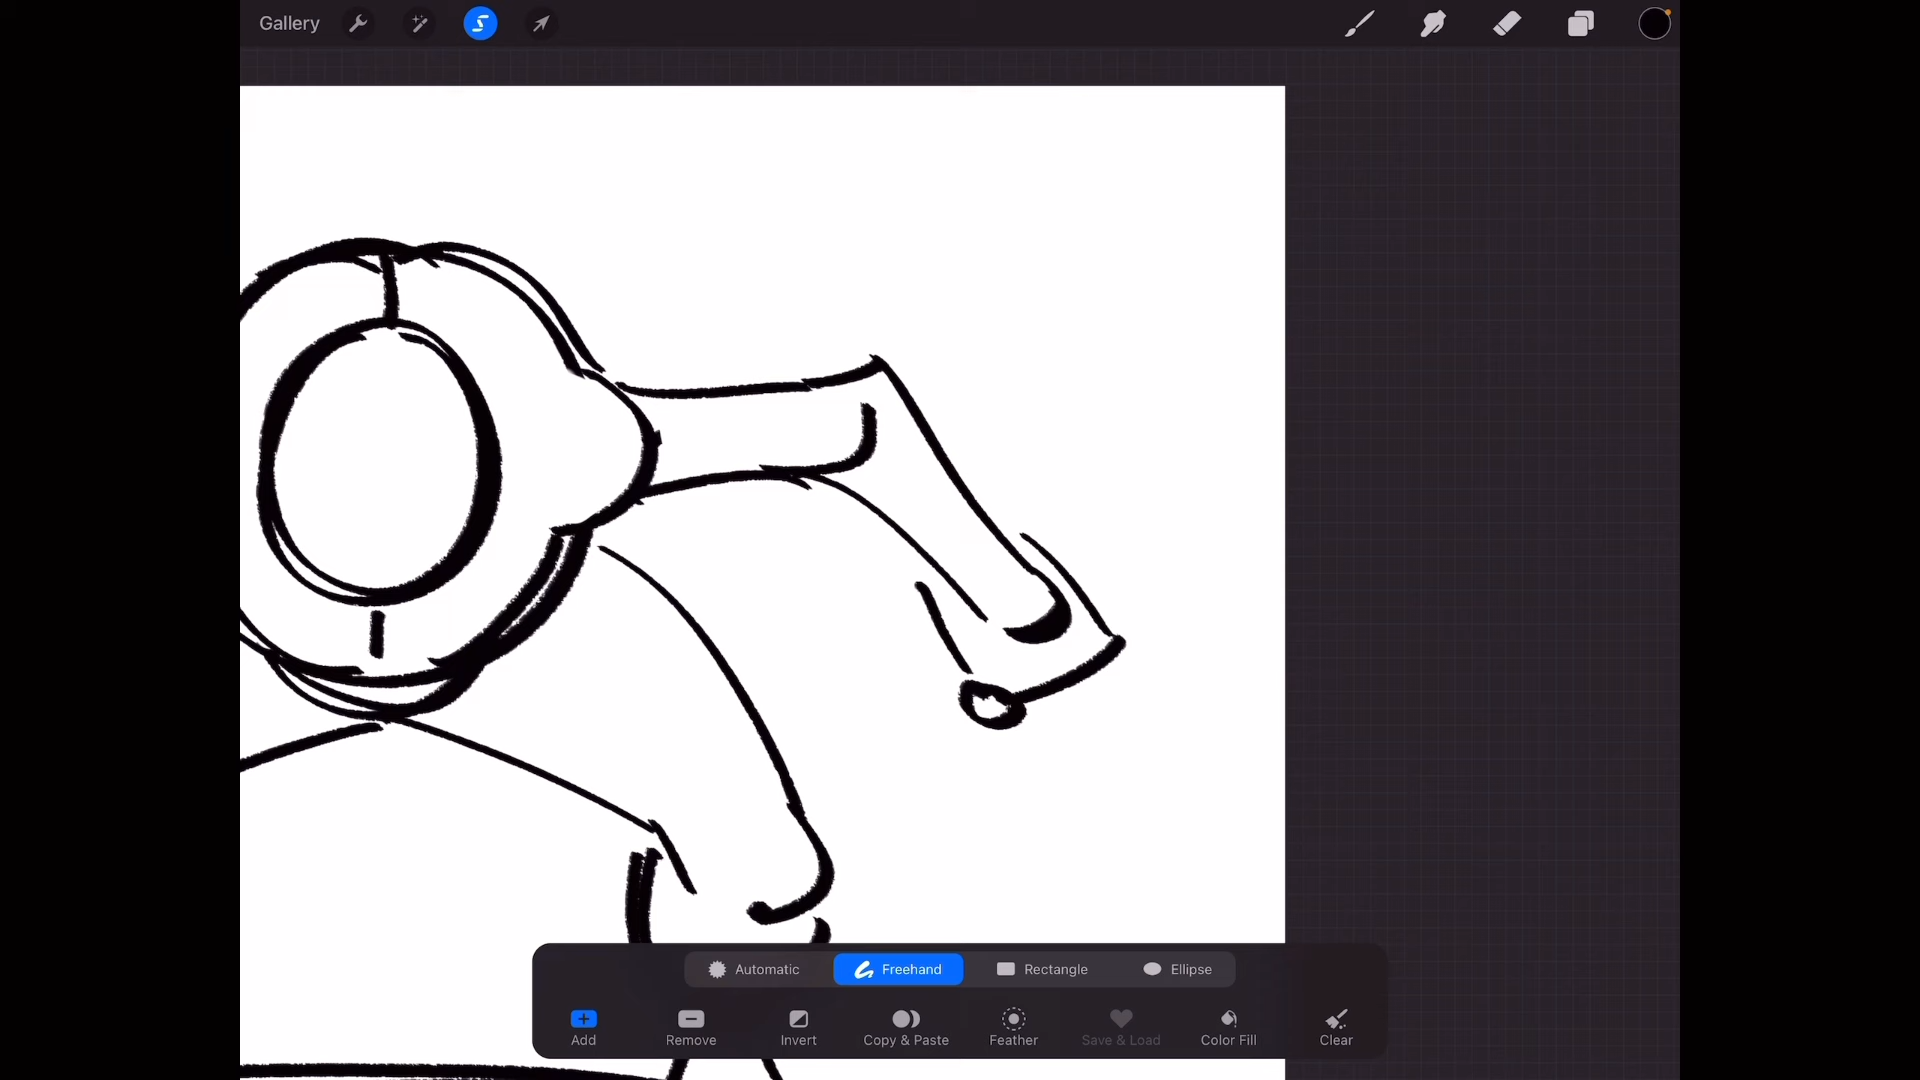 Gallery
Automatic Freehand Rectangle Ellipse
Add Remove Invert Copy & Paste Feather Save & Load Color Fill Clear